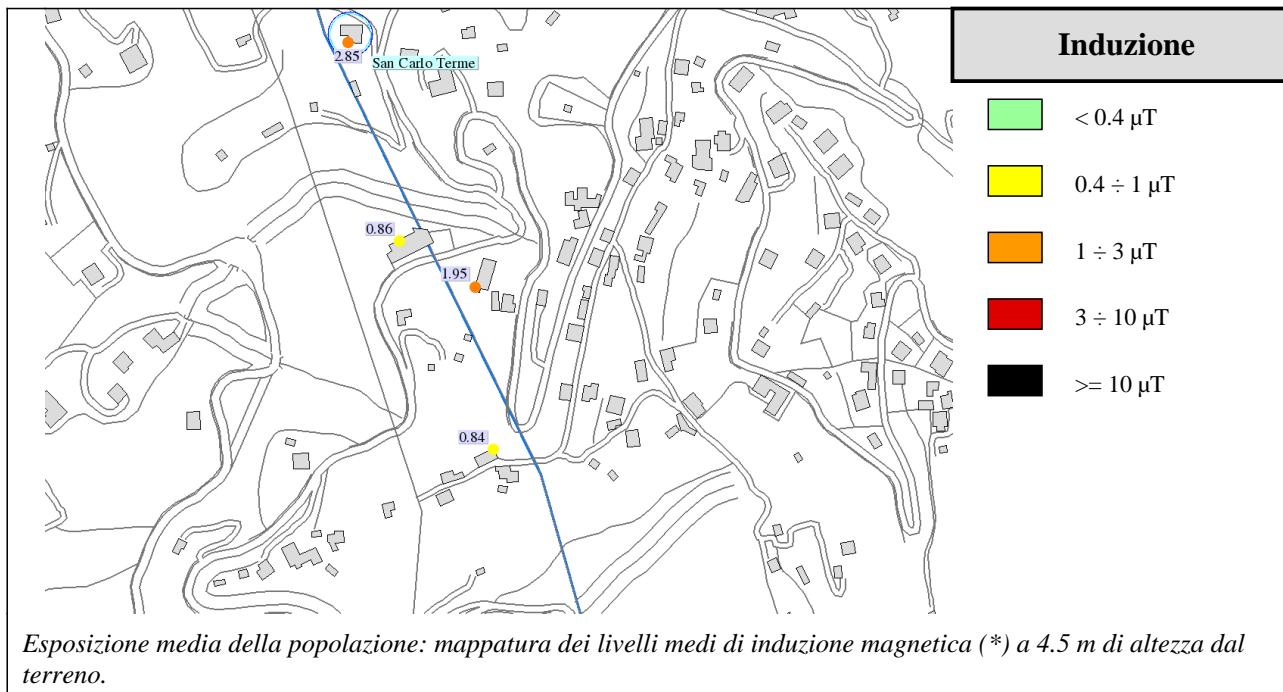 Induzione
2.85
San Carlo Terme
< 0.4 µT
0.4 ÷ 1 µT
0.86
1 ÷ 3 µT
1.95
3 ÷ 10 µT
>= 10 µT
0.84
Esposizione media della popolazione: mappatura dei livelli medi di induzione magnetica (*) a 4.5 m di altezza dal
terreno.